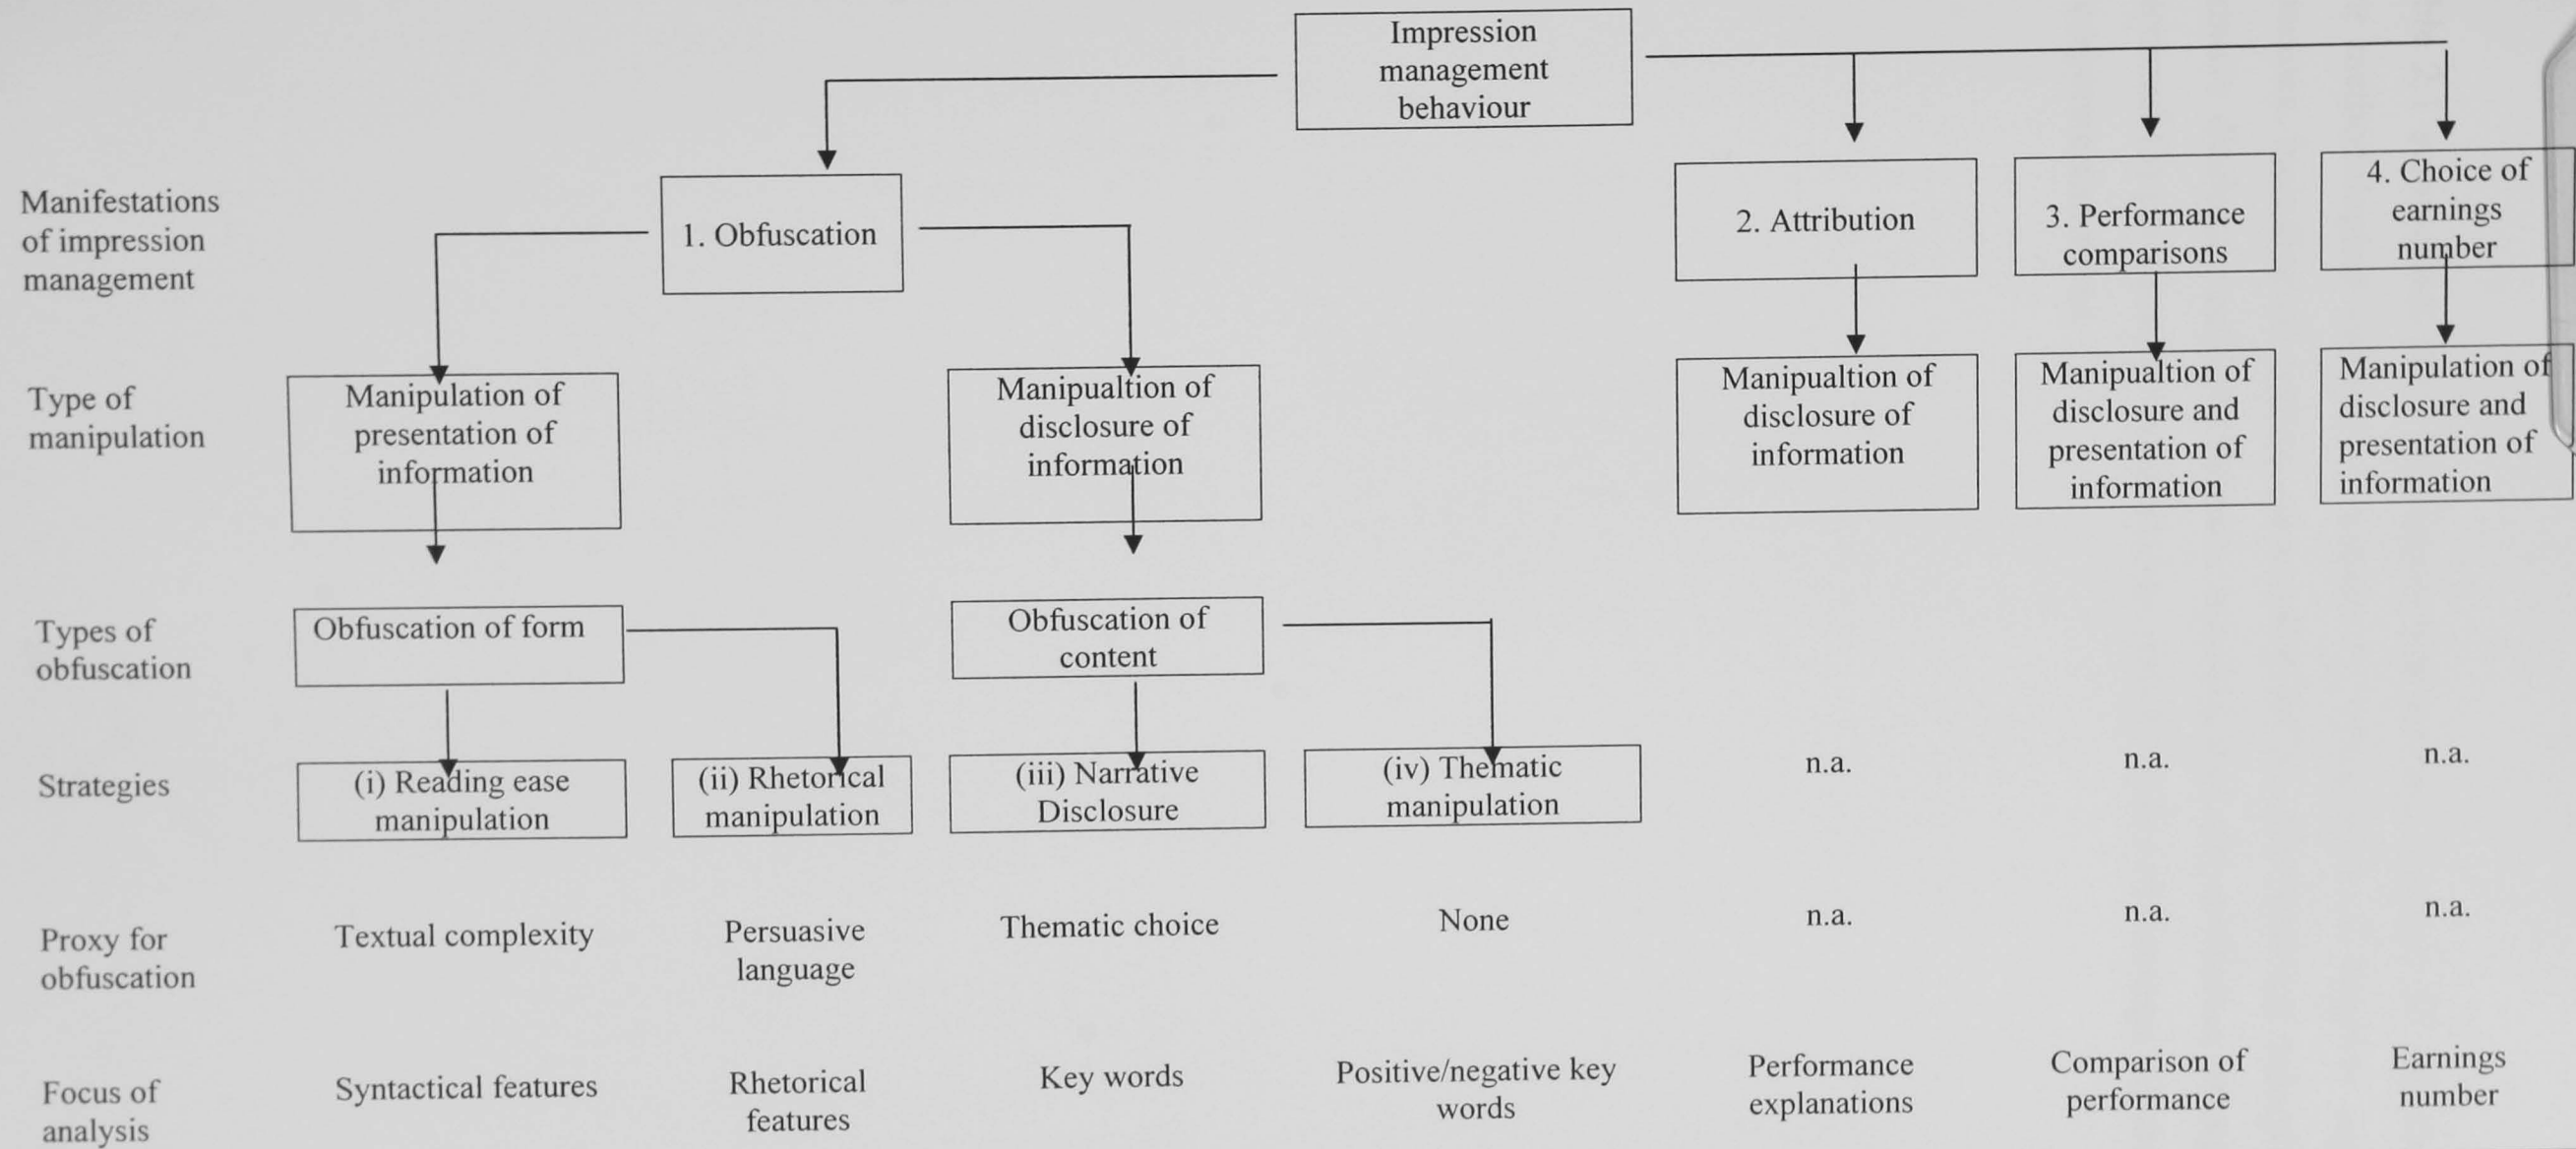 Impression
management
behaviour
Manifestations
of impression
management
1. Obfuscation
2. Attribution
3. Performance
comparisons
4. Choice of
earnings
number
Type of
manipulation
Manipulation of
presentation of
information
Manipualtion of
disclosure of
information
Manipualtion of
disclosure of
information
Manipualtion of
disclosure and
presentation of
information
Manipulation of
disclosure and
presentation of
information
Types of
obfuscation
Obfuscation of form
Obfuscation of
content
Strategies
(i) Reading ease
manipulation
(ii) Rhetorical
manipulation
(iii) Narrative
Disclosure
(iv) Thematic
manipulation
n.a.
n.a.
n.a.
Proxy for
obfuscation
Textual complexity
Persuasive
language
Thematic choice
None
n.a.
n.a.
n.a.
Focus of
analysis
Syntactical features
Rhetorical
features
Key words
Positive/negative key
words
Performance
explanations
Comparison of
performance
Earnings
number